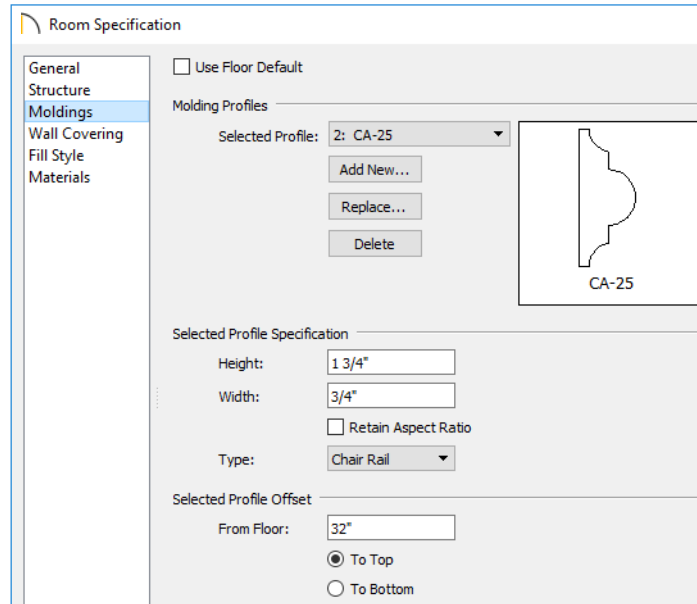 Room Specification
General
Structure
Moldings
Wall Covering
Fill Style
Materials
Use Floor Default
Molding Profiles
Selected Profile: 2: CA-25
Add New...
Replace...
Delete
CA-25
Selected Profile Specification
Height: 1 3/4"
Width: 3/4"
Retain Aspect Ratio
Type: Chair Rail
Selected Profile Offset
From Floor: 32"
To Top
To Bottom